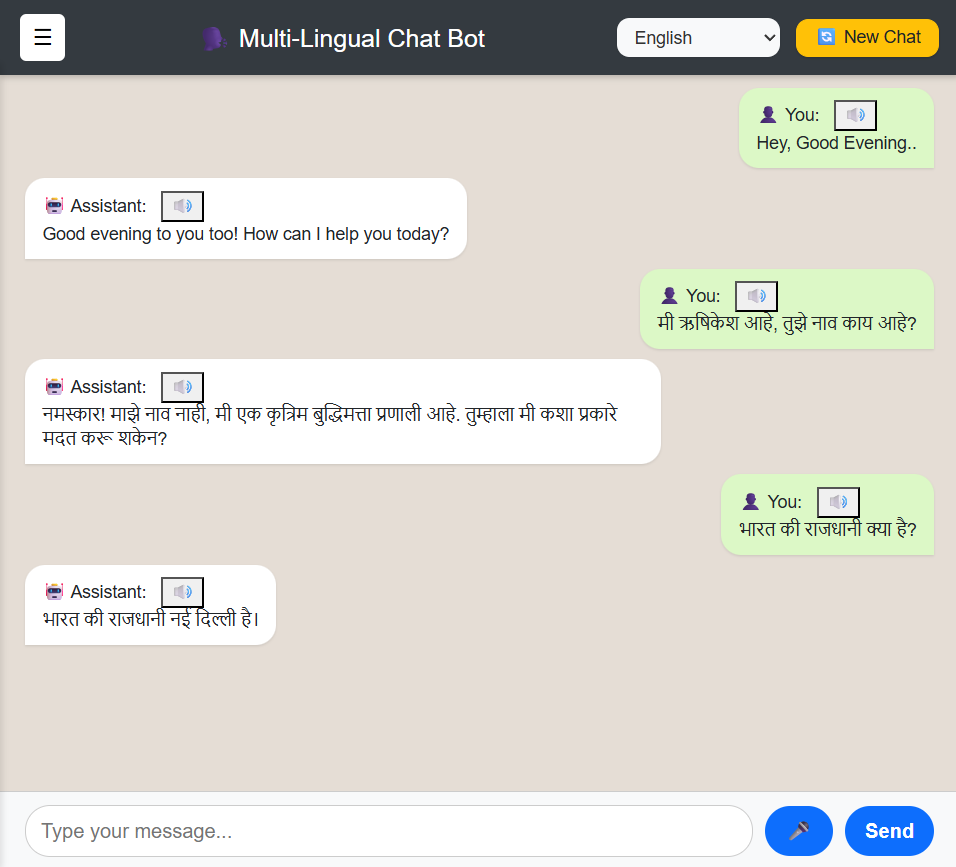 ☰
Multi-Lingual Chat Bot
English
New Chat
You:
Hey, Good Evening..
Assistant:
Good evening to you too! How can I help you today?
You:
मी ऋषिकेश आहे, तुझे नाव काय आहे?
Assistant:
नमस्कार! माझे नाव नाही, मी एक कृत्रिम बुद्धिमत्ता प्रणाली आहे. तुम्हाला मी कशा प्रकारे
मदत करू शकेन?
You:
भारत की राजधानी क्या है?
Assistant:
भारत की राजधानी नई दिल्ली है।
Type your message...
Send